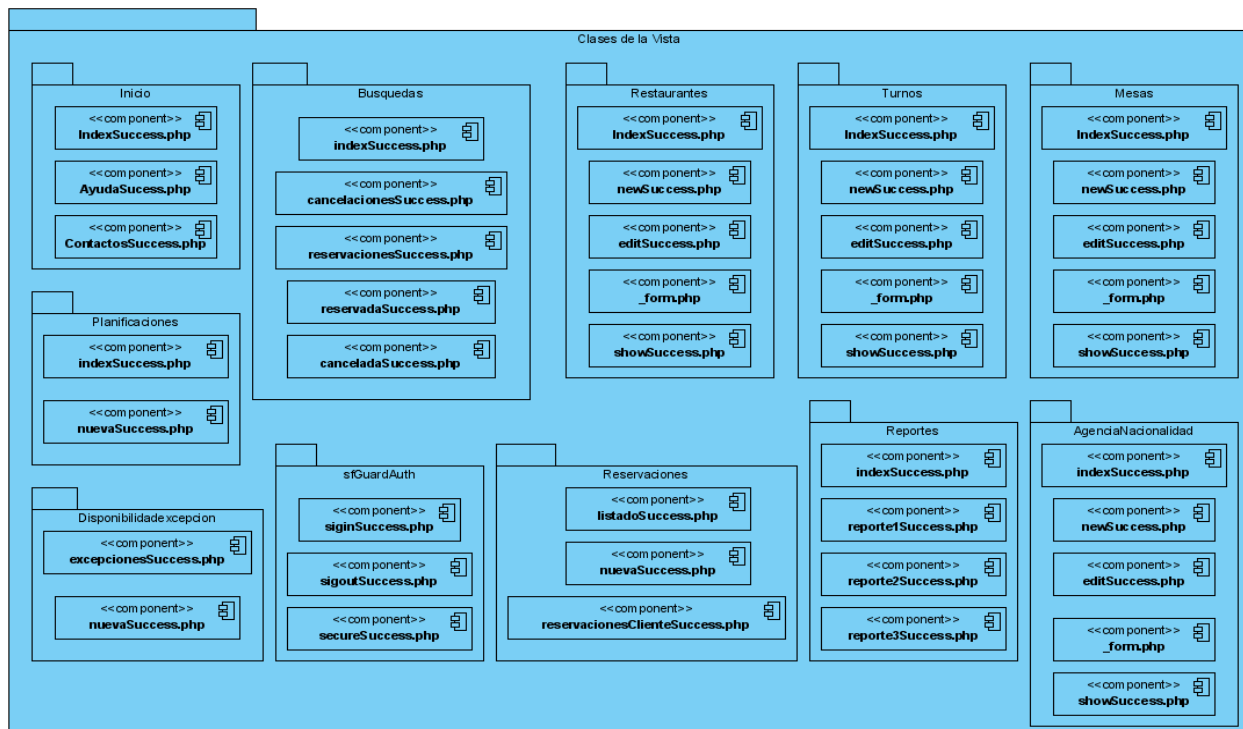 Clases de la Vista
Inicio
<<component>>
IndexSuccess.php
<<component>>
AyudaSucess.php
<<component>>
ContactosSuccess.php
Busquedas
<<component>>
indexSuccess.php
<<component>>
cancelacionesSuccess.php
<<component>>
reservacionesSuccess.php
<<component>>
reservadaSuccess.php
<<component>>
canceladaSuccess.php
Restaurantes
<<component>>
IndexSuccess.php
<<component>>
newSuccess.php
<<component>>
editSuccess.php
<<component>>
_form.php
<<component>>
showSuccess.php
Turnos
<<component>>
IndexSuccess.php
<<component>>
newSuccess.php
<<component>>
editSuccess.php
<<component>>
_form.php
<<component>>
showSuccess.php
Mesas
<<component>>
IndexSuccess.php
<<component>>
newSuccess.php
<<component>>
editSuccess.php
<<component>>
_form.php
<<component>>
showSuccess.php
Planificaciones
<<component>>
indexSuccess.php
<<component>>
nuevaSuccess.php
Disponibilidadexcepcion
<<component>>
excepcionesSuccess.php
<<component>>
nuevaSuccess.php
sfGuardAuth
<<component>>
siginSuccess.php
<<component>>
sigoutSuccess.php
<<component>>
secureSuccess.php
Reservaciones
<<component>>
listadoSuccess.php
<<component>>
nuevaSuccess.php
<<component>>
reservacionesClienteSuccess.php
Reportes
<<component>>
indexSuccess.php
<<component>>
reporte1Success.php
<<component>>
reporte2Success.php
<<component>>
reporte3Success.php
AgenciaNacionalidad
<<component>>
indexSuccess.php
<<component>>
newSuccess.php
<<component>>
editSuccess.php
<<component>>
_form.php
<<component>>
showSuccess.php